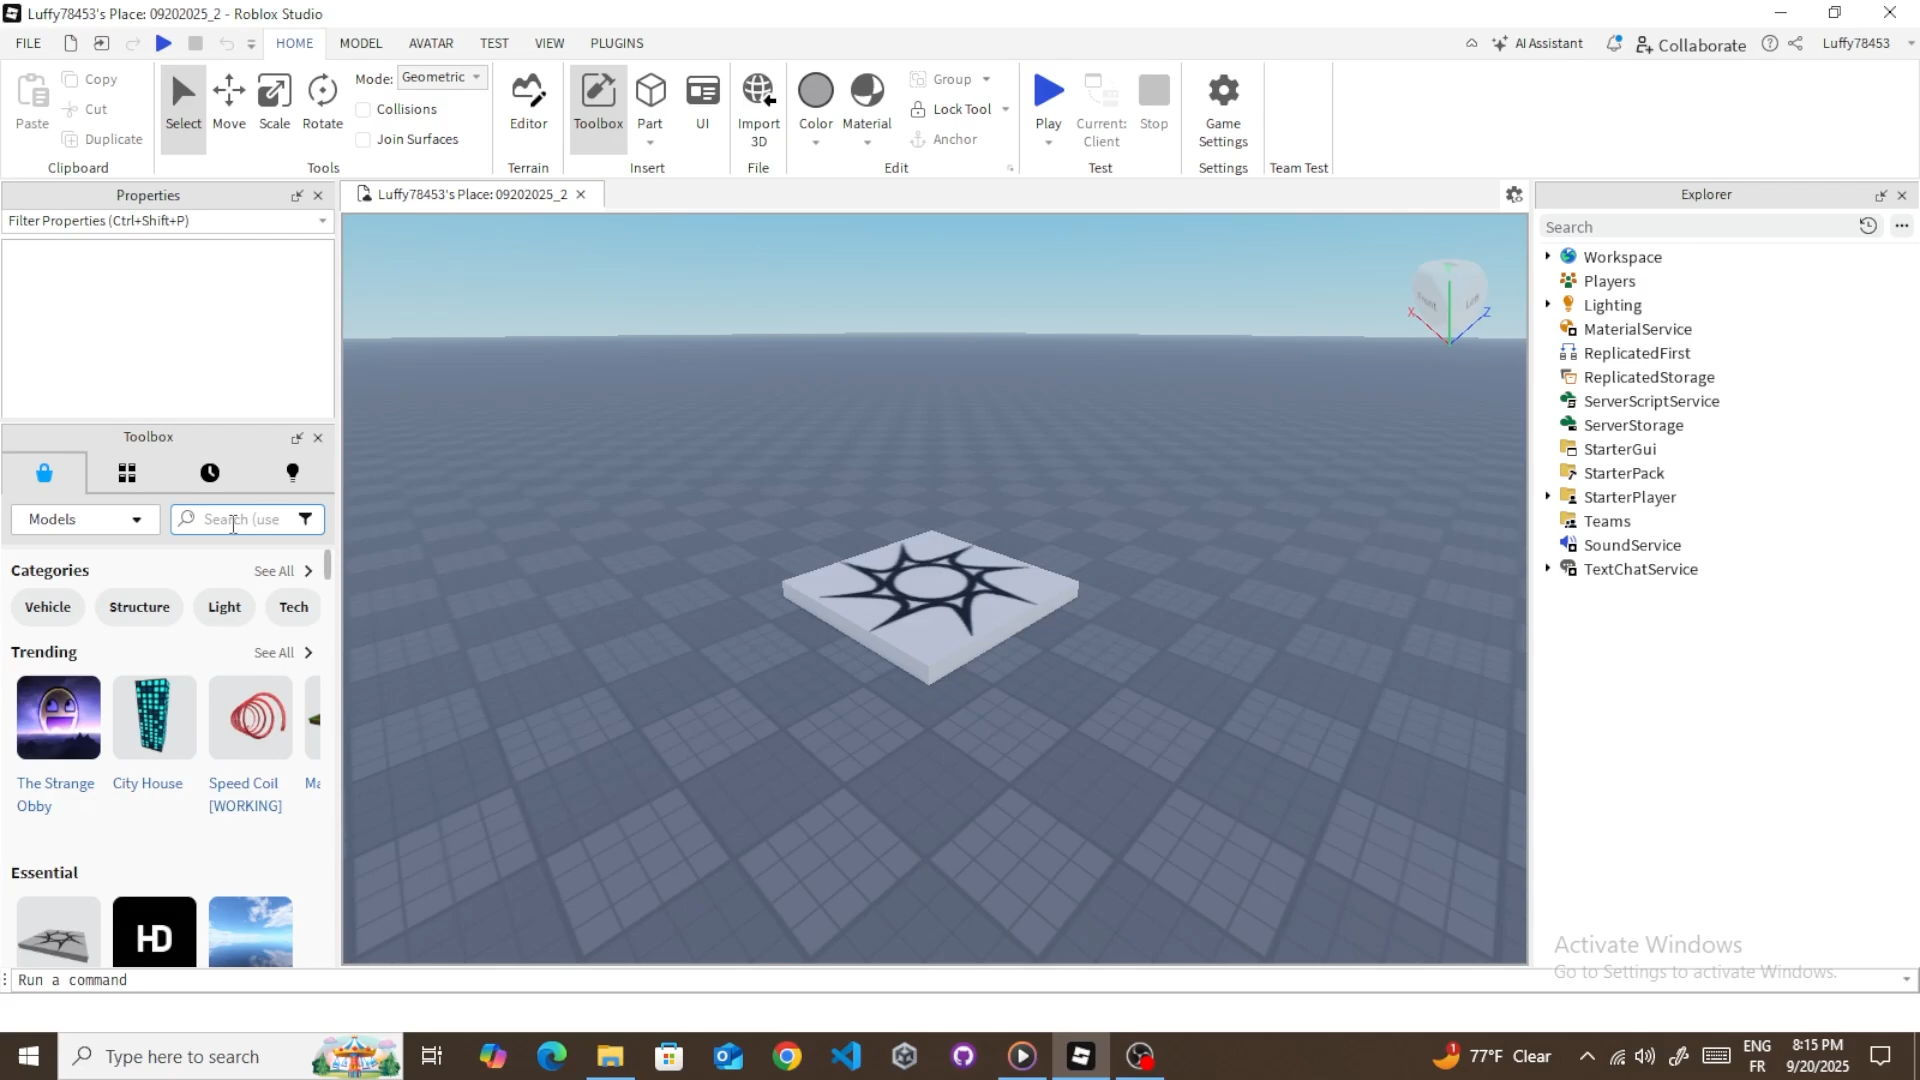 Luffy78453's Place: 09202025_2 - Roblox Studio
FILE HOME MODEL AVATAR TEST VIEW PLUGINS AI Assistant Collaborate Luffy78453
Paste Copy Cut Duplicate
Clipboard
Select Move Scale Rotate Mode: Geometric
Collisions
Join Surfaces
Tools
Editor
Terrain
Toolbox Part UI
Insert
Import 3D
File
Color Material Group
Lock Tool
Anchor
Edit
Play Current: Client Stop
Test
Game Settings
Settings
Team Test
Properties
Filter Properties (Ctrl+Shift+P)
Toolbox
Models Search (use
Categories See All
Vehicle Structure Light Tech
Trending See All
The Strange Obby
City House
Speed Coil [WORKING]
Ma
Essential
HD
Luffy78453's Place: 09202025_2
Front Left
X Y Z
Explorer
Search
Workspace
Players
Lighting
MaterialService
ReplicatedFirst
ReplicatedStorage
ServerScriptService
ServerStorage
StarterGui
StarterPack
StarterPlayer
Teams
SoundService
TextChatService
Activate Windows
Go to Settings to activate Windows.
Run a command
Type here to search
1 77°F Clear
ENG
FR
8:15 PM
9/20/2025